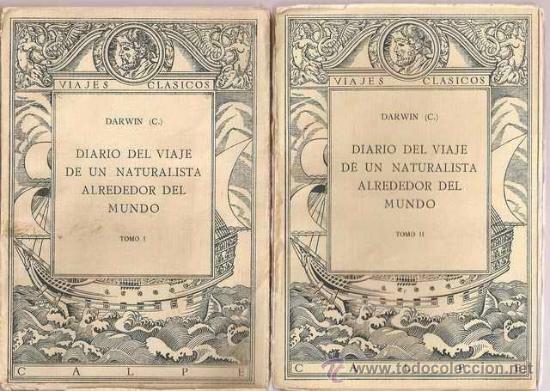 VIAJES CLASICOS
DARWIN (C.)
DIARIO DEL VIAJE
DE UN NATURALISTA
ALREDEDOR DEL
MUNDO
TOMO I
CALPE
VIAJES CLASICOS
DARWIN (C.)
DIARIO DEL VIAJE
DE UN NATURALISTA
ALREDEDOR DEL
MUNDO
TOMO II
CALPE
todocoleccion.net